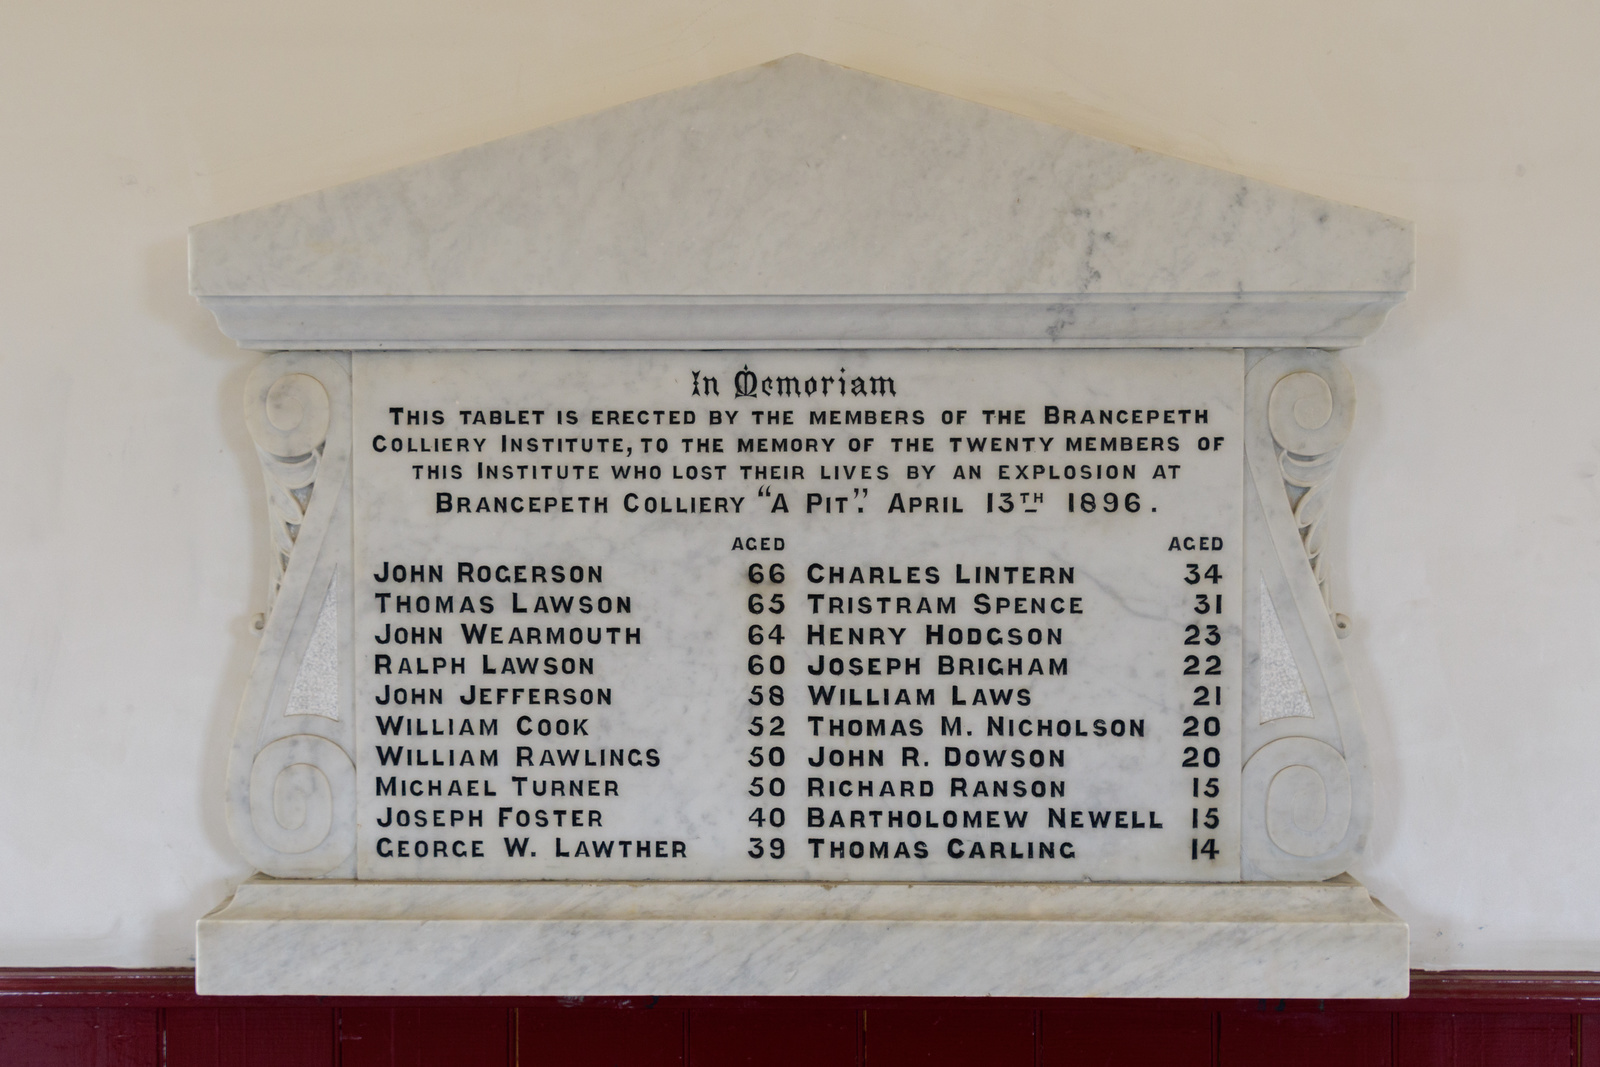 In Memoriam
THIS TABLET IS ERECTED BY THE MEMBERS OF THE BRANCEPETH
COLLIERY INSTITUTE, TO THE MEMORY OF THE TWENTY MEMBERS OF
THIS INSTITUTE WHO LOST THEIR LIVES BY AN EXPLOSION AT
BRANCEPETH COLLIERY "A PIT". APRIL 13TH 1896.
AGED AGED
JOHN ROGERSON 66 CHARLES LINTERN 34
THOMAS LAWSON 65 TRISTRAM SPENCE 31
JOHN WEARMOUTH 64 HENRY HODGSON 23
RALPH LAWSON 60 JOSEPH BRIGHAM 22
JOHN JEFFERSON 58 WILLIAM LAWS 21
WILLIAM COOK 52 THOMAS M. NICHOLSON 20
WILLIAM RAWLINGS 50 JOHN R. DOWSON 20
MICHAEL TURNER 50 RICHARD RANSON 15
JOSEPH FOSTER 40 BARTHOLOMEW NEWELL 15
GEORGE W. LAWTHER 39 THOMAS CARLING 14